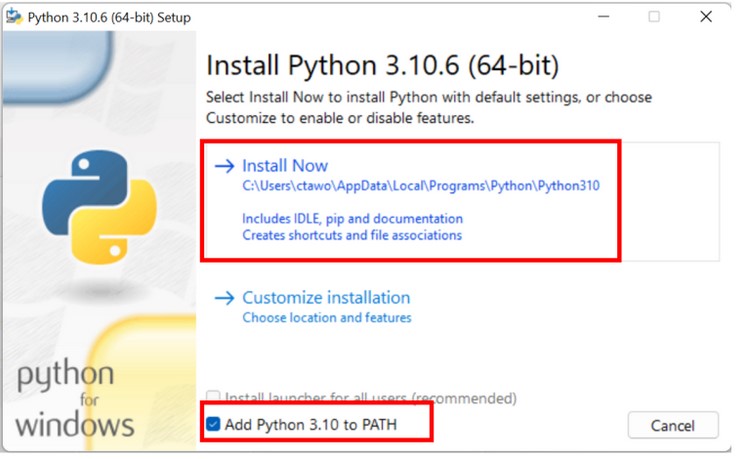 Python 3.10.6 (64-bit) Setup
Install Python 3.10.6 (64-bit)
Select Install Now to install Python with default settings, or choose
Customize to enable or disable features.
Install Now
C:\Users\ctawo\AppData\Local\Programs\Python\Python310
Includes IDLE, pip and documentation
Creates shortcuts and file associations
Customize installation
Choose location and features
Install launcher for all users (recommended)
Add Python 3.10 to PATH
Cancel
python
for
windows